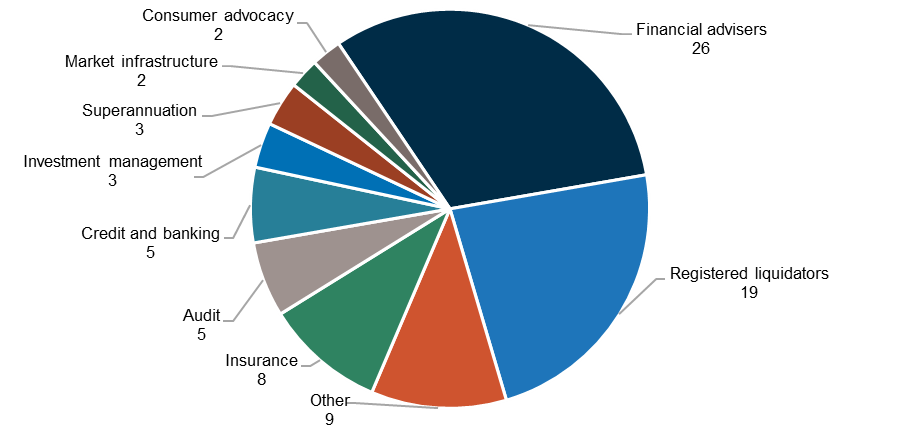 Consumer advocacy
2
Financial advisers
26
Market infrastructure
2
Superannuation
3
Investment management
3
Credit and banking
5
Registered liquidators
19
Audit
5
Insurance
8
Other
9